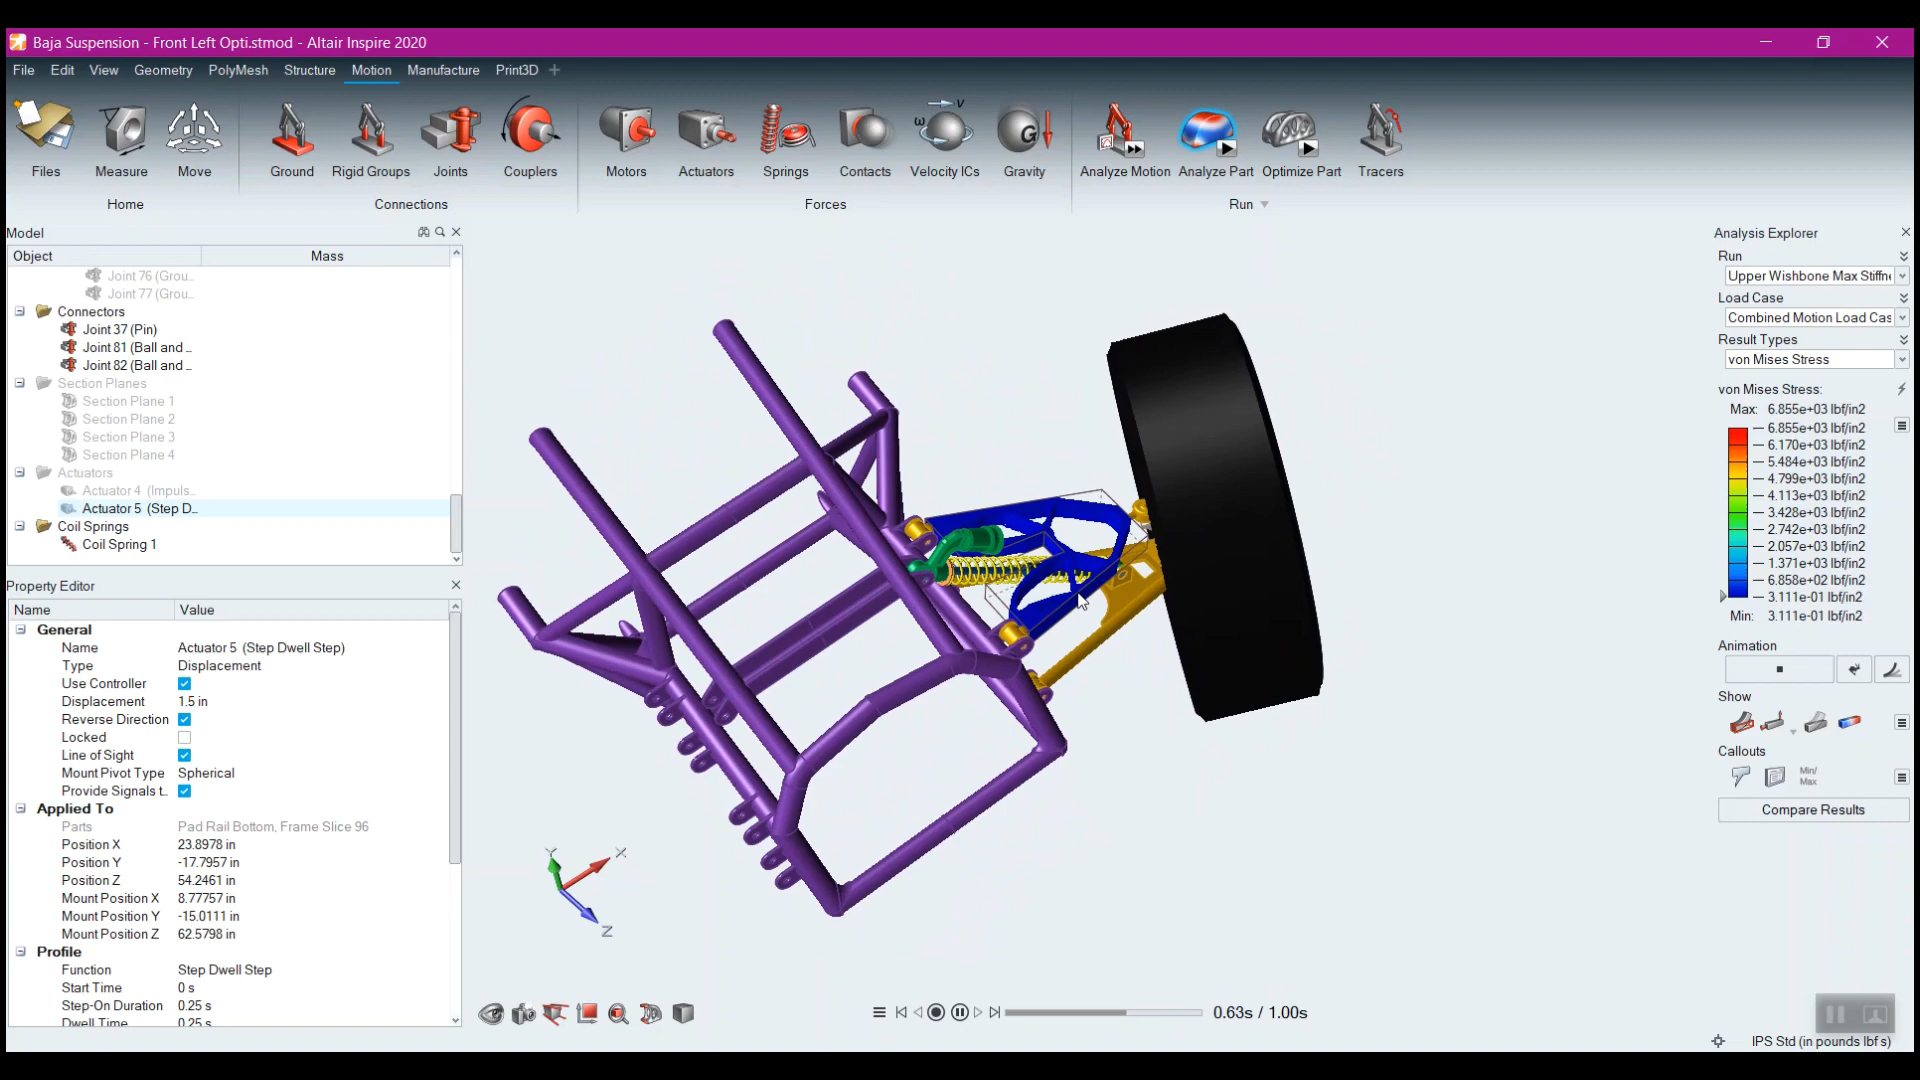 Baja Suspension - Front Left Opti.stmod - Altair Inspire 2020
File Edit View Geometry PolyMesh Structure Motion Manufacture Print3D +
Files Measure Move Ground Rigid Groups Joints Couplers Motors Actuators Springs Contacts Velocity ICs Gravity Analyze Motion Analyze Part Optimize Part Tracers
Home Connections Forces Run
Model
Object Mass
Joint 76 (Grou...
Joint 77 (Grou...
Connectors
Joint 37 (Pin)
Joint 81 (Ball and ...
Joint 82 (Ball and ...
Section Planes
Section Plane 1
Section Plane 2
Section Plane 3
Section Plane 4
Actuators
Actuator 4 (Impuls...
Actuator 5 (Step D...
Coil Springs
Coil Spring 1
Property Editor
Name Value
General
Name Actuator 5 (Step Dwell Step)
Type Displacement
Use Controller
Displacement 1.5 in
Reverse Direction
Locked
Line of Sight
Mount Pivot Type Spherical
Provide Signals t...
Applied To
Parts Pad Rail Bottom, Frame Slice 96
Position X 23.8978 in
Position Y -17.7957 in
Position Z 54.2461 in
Mount Position X 8.77757 in
Mount Position Y -15.0111 in
Mount Position Z 62.5798 in
Profile
Function Step Dwell Step
Start Time 0 s
Step-On Duration 0.25 s
Dwell Time 0.25 s
Y
X
Z
0.63s / 1.00s
Analysis Explorer
Run
Upper Wishbone Max Stiffne
Load Case
Combined Motion Load Cas
Result Types
von Mises Stress
von Mises Stress:
Max: 6.855e+03 lbf/in2
6.855e+03 lbf/in2
6.170e+03 lbf/in2
5.484e+03 lbf/in2
4.799e+03 lbf/in2
4.113e+03 lbf/in2
3.428e+03 lbf/in2
2.742e+03 lbf/in2
2.057e+03 lbf/in2
1.371e+03 lbf/in2
6.858e+02 lbf/in2
3.111e-01 lbf/in2
Min: 3.111e-01 lbf/in2
Animation
Show
Callouts
Min/
Max
Compare Results
IPS Std (in pounds lbf s)